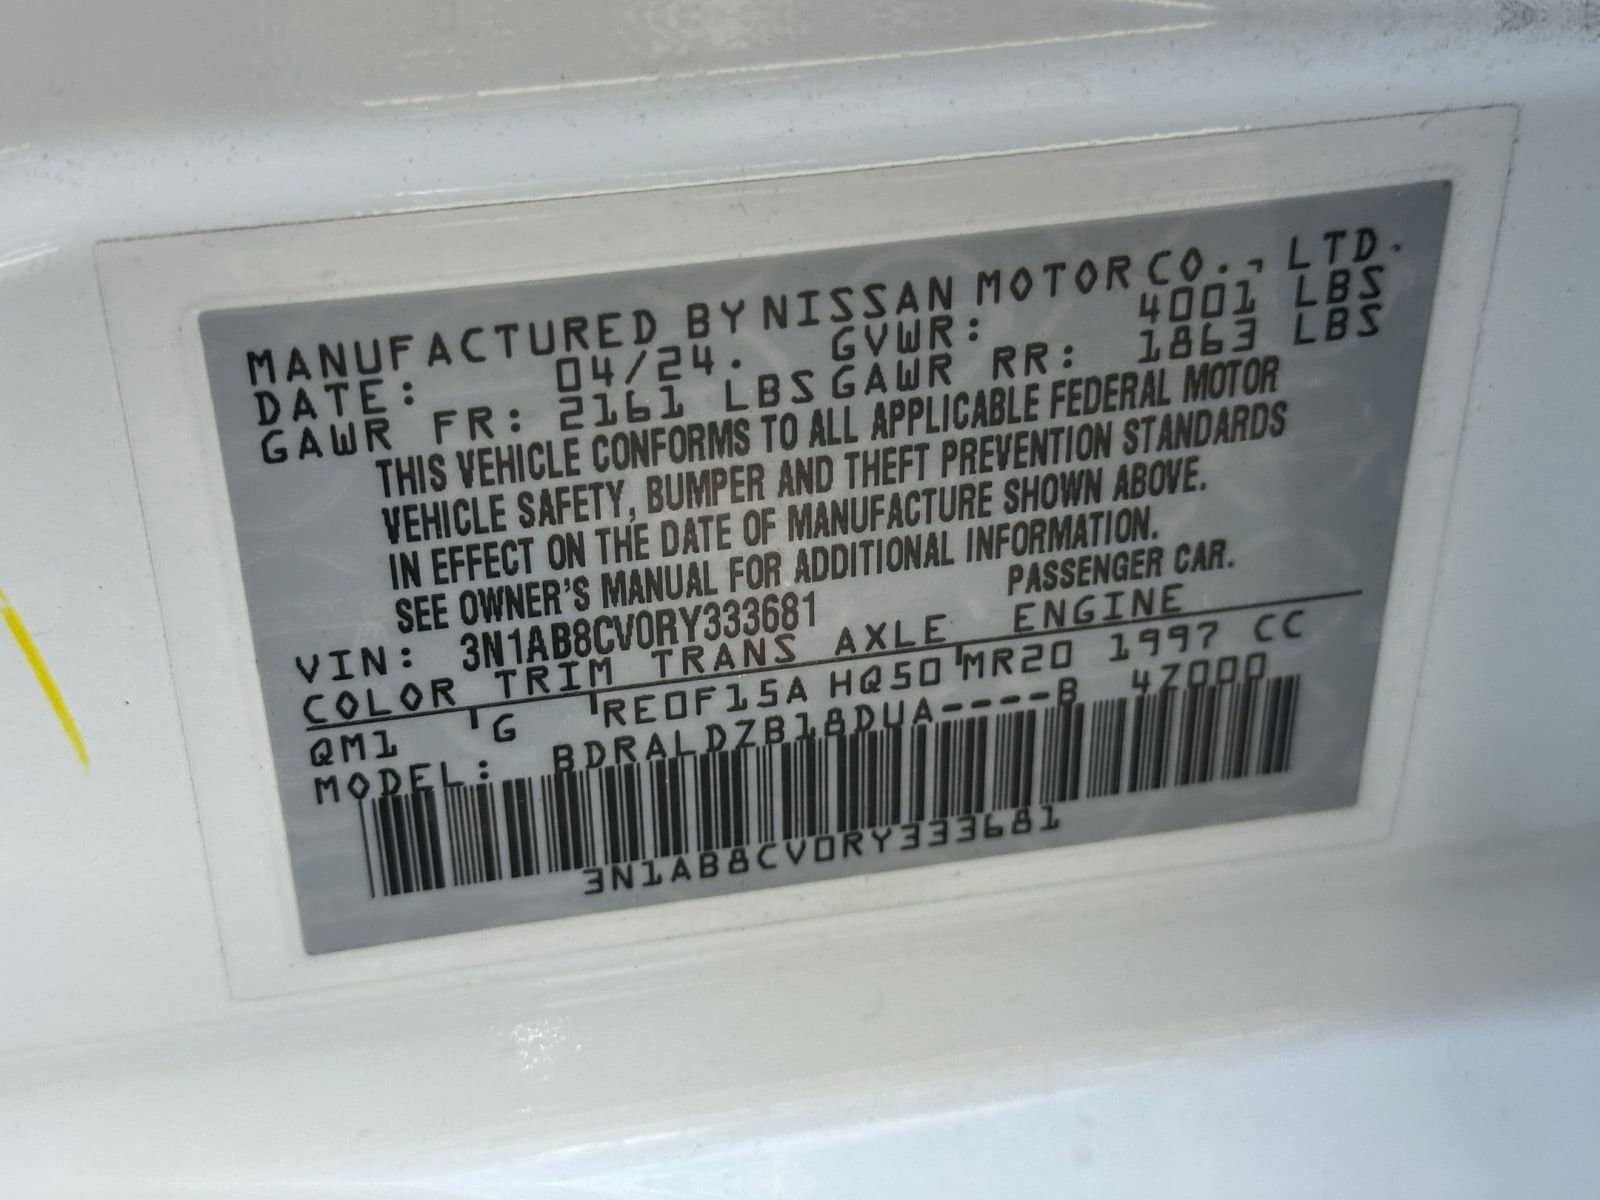 MANUFACTURED BY NISSAN MOTOR CO., LTD.
DATE: 04/24. GVWR: 4001 LBS
GAWR FR: 2161 LBS GAWR RR: 1863 LBS
THIS VEHICLE CONFORMS TO ALL APPLICABLE FEDERAL MOTOR
VEHICLE SAFETY, BUMPER AND THEFT PREVENTION STANDARDS
IN EFFECT ON THE DATE OF MANUFACTURE SHOWN ABOVE.
SEE OWNER'S MANUAL FOR ADDITIONAL INFORMATION.
PASSENGER CAR.
VIN: 3N1AB8CV0RY333681
COLOR TRIM TRANS AXLE ENGINE
QM1 G RE0F15A HQ50 MR20 1997 CC
MODEL: BDRALDZB18DUA----B 4Z000
3N1AB8CV0RY333681